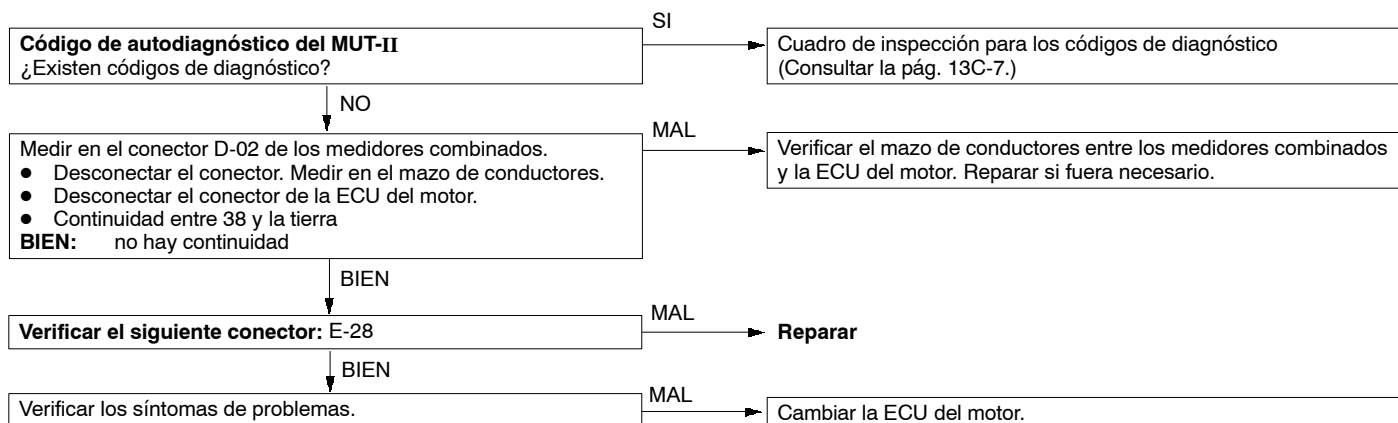 Código de autodiagnóstico del MUT-II
¿Existen códigos de diagnóstico?
SI
Cuadro de inspección para los códigos de diagnóstico
(Consultar la pág. 13C-7.)
NO
Medir en el conector D-02 de los medidores combinados.
● Desconectar el conector. Medir en el mazo de conductores.
● Desconectar el conector de la ECU del motor.
● Continuidad entre 38 y la tierra
BIEN: no hay continuidad
MAL
Verificar el mazo de conductores entre los medidores combinados
y la ECU del motor. Reparar si fuera necesario.
BIEN
Verificar el siguiente conector: E-28
MAL
Reparar
BIEN
Verificar los síntomas de problemas.
MAL
Cambiar la ECU del motor.